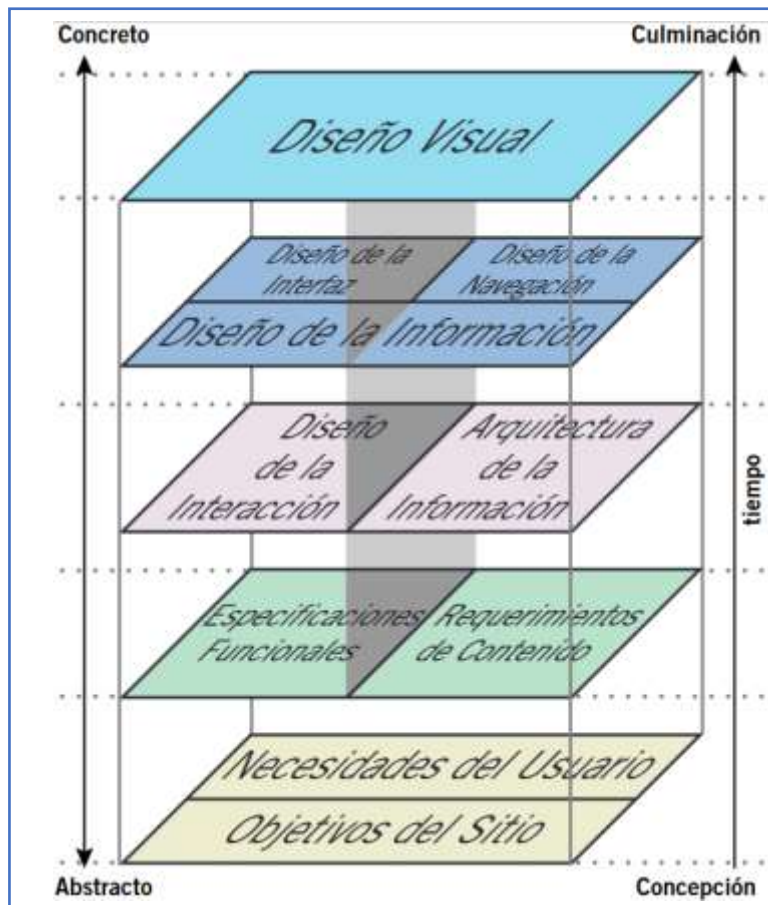 Concreto
Culminación
Diseño Visual
Diseño de la
Interfaz
Diseño de la
Navegación
Diseño de la Información
Diseño
de la
Interacción
Arquitectura
de la
Información
tiempo
Especificaciones
Funcionales
Requerimientos
de Contenido
Necesidades del Usuario
Objetivos del Sitio
Abstracto
Concepción